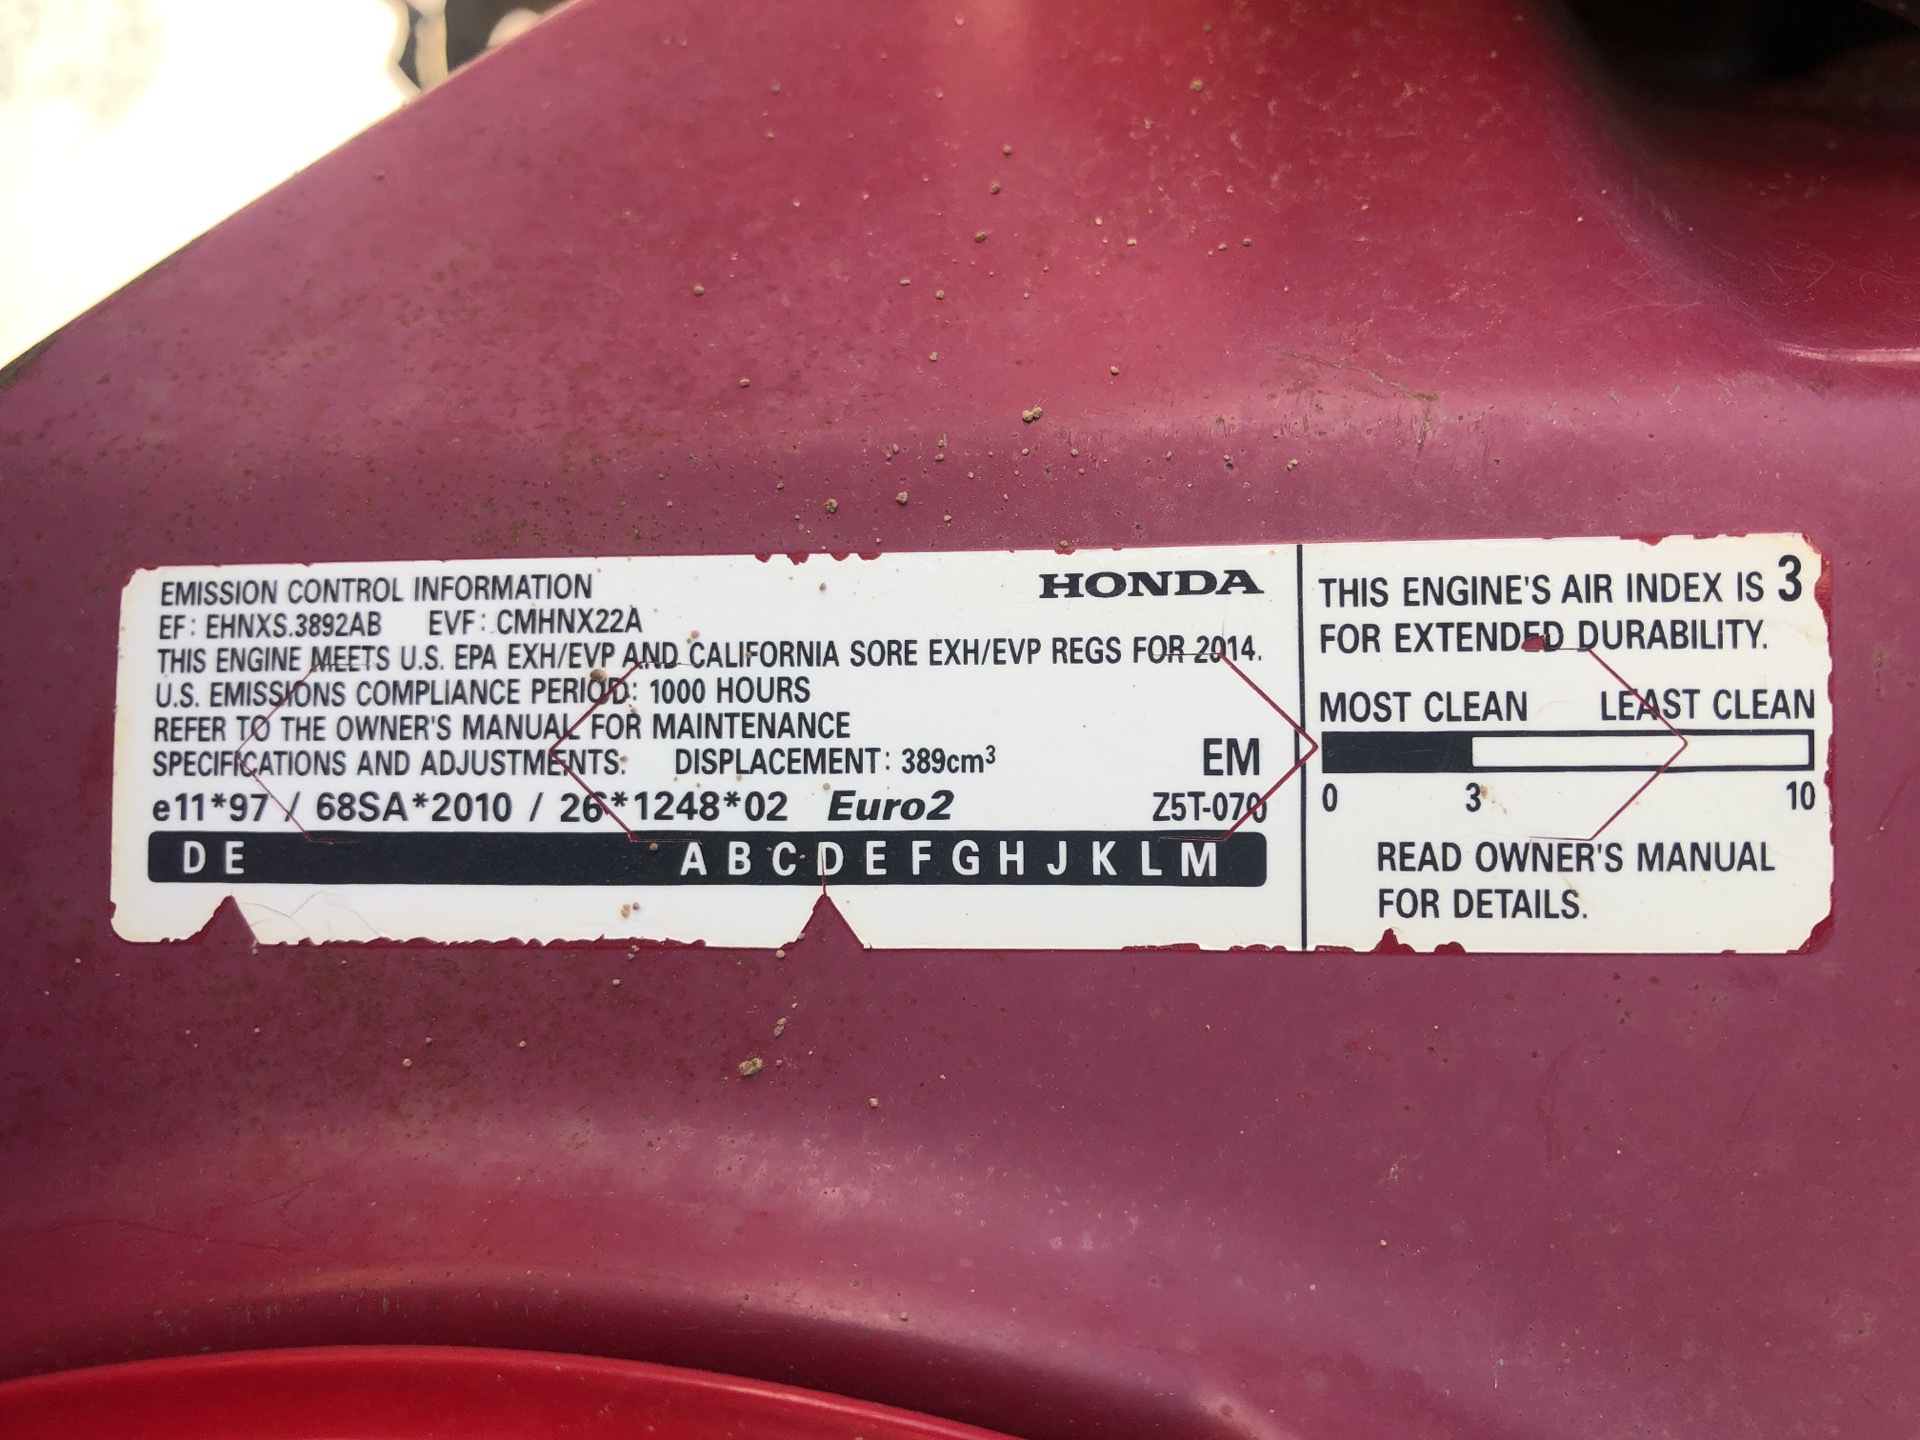 EMISSION CONTROL INFORMATION HONDA
EF: EHNXS.3892AB EVF: CMHNX22A
THIS ENGINE MEETS U.S. EPA EXH/EVP AND CALIFORNIA SORE EXH/EVP REGS FOR 2014.
U.S. EMISSIONS COMPLIANCE PERIOD: 1000 HOURS
REFER TO THE OWNER'S MANUAL FOR MAINTENANCE
SPECIFICATIONS AND ADJUSTMENTS. DISPLACEMENT: 389cm³ EM
e11*97 / 68SA*2010 / 26*1248*02 Euro2 Z5T-070
D E A B C D E F G H J K L M
THIS ENGINE'S AIR INDEX IS 3
FOR EXTENDED DURABILITY.
MOST CLEAN LEAST CLEAN
0 3 10
READ OWNER'S MANUAL
FOR DETAILS.